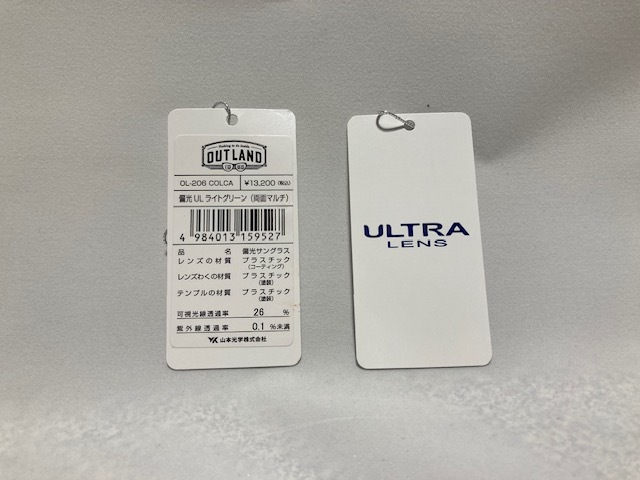 OUTLAND
OL-206 COLCA ¥13,200(税込)
偏光ULライトグリーン(両面マルチ)
4 984013 159527
品 名 偏光サングラス
レンズの材質 プラスチック
(コーティング)
レンズわくの材質 プラスチック
(塗装)
テンプルの材質 プラスチック
(塗装)
可視光線透過率 26 %
紫外線透過率 0.1 %未満
山本光学株式会社
ULTRA
LENS